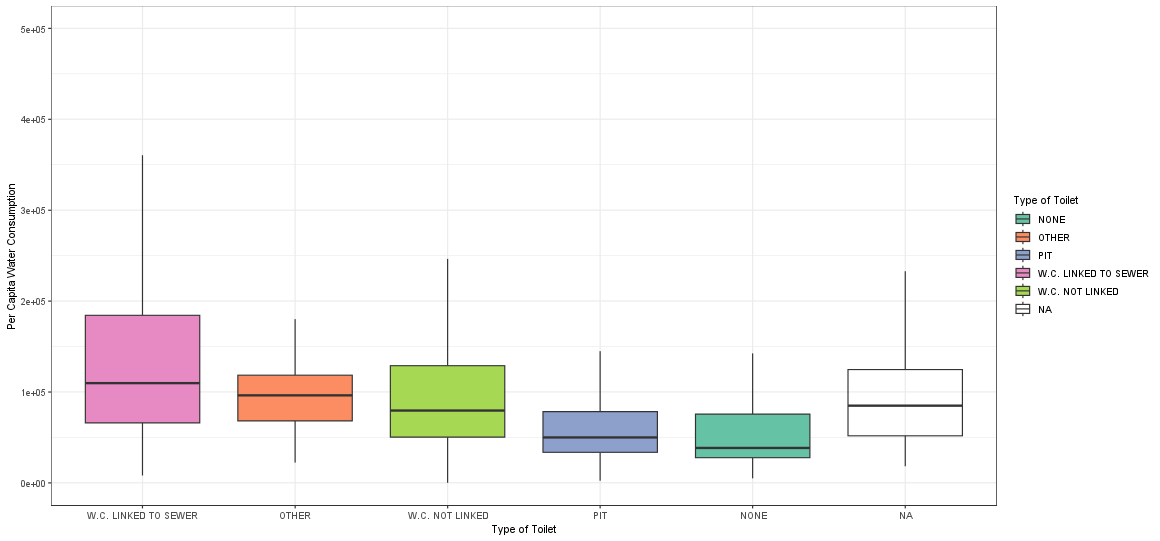 5e+05
4e+05
3e+05
2e+05
1e+05
0e+00
Per Capita Water Consumption
W.C. LINKED TO SEWER
OTHER
W.C. NOT LINKED
PIT
NONE
NA
Type of Toilet
Type of Toilet
NONE
OTHER
PIT
W.C. LINKED TO SEWER
W.C. NOT LINKED
NA